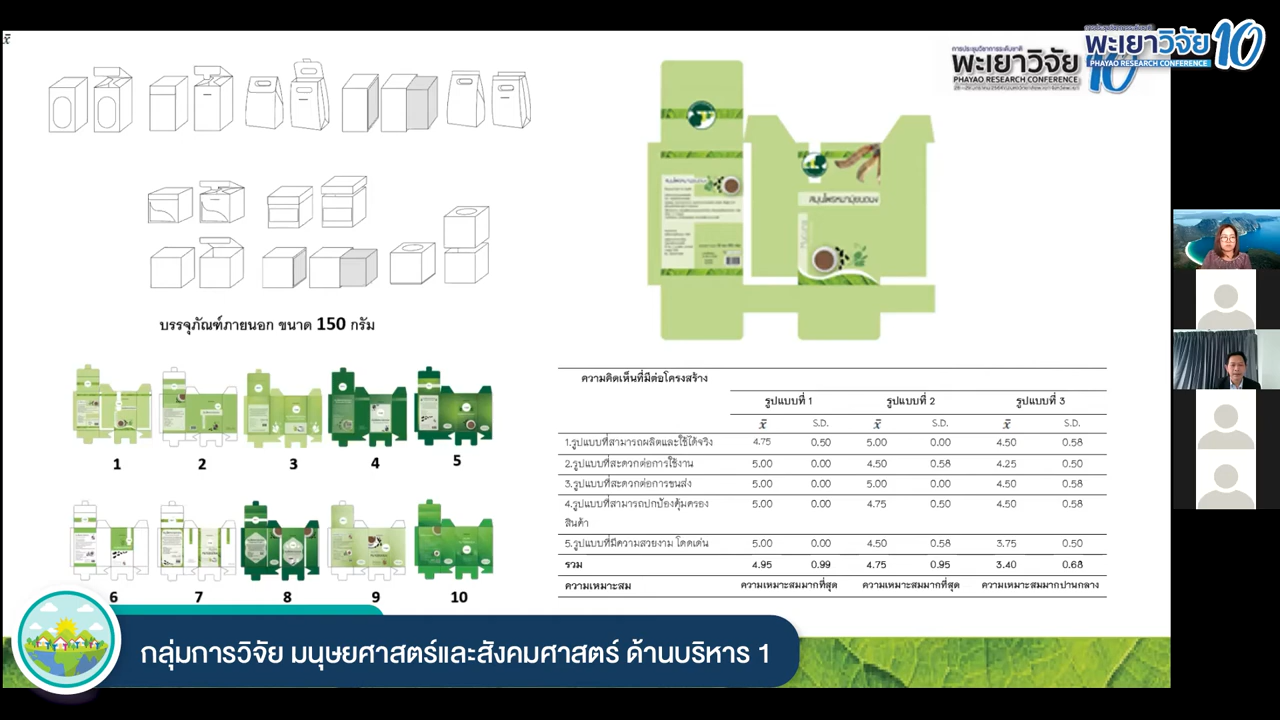 x̄
การประชุมวิชาการระดับชาติ
พะเยาวิจัย 10
PHAYAO RESEARCH CONFERENCE
พะเยาวิจัย 10
PHAYAO RESEARCH CONFERENCE
สมุนไพรหมามุ่ยชนิดผง
บรรจุภัณฑ์ภายนอก ขนาด 150 กรัม
1 2 3 4 5
6 7 8 9 10
ความคิดเห็นที่มีต่อโครงสร้าง
รูปแบบที่ 1 รูปแบบที่ 2 รูปแบบที่ 3
x̄ S.D. x̄ S.D. x̄ S.D.
1.รูปแบบที่สามารถผลิตและใช้ได้จริง 4.75 0.50 5.00 0.00 4.50 0.58
2.รูปแบบที่สะดวกต่อการใช้งาน 5.00 0.00 4.50 0.58 4.25 0.50
3.รูปแบบที่สะดวกต่อการขนส่ง 5.00 0.00 5.00 0.00 4.50 0.58
4.รูปแบบที่สามารถปกป้องคุ้มครอง 5.00 0.00 4.75 0.50 4.50 0.58
สินค้า
5.รูปแบบที่มีความสวยงาม โดดเด่น 5.00 0.00 4.50 0.58 3.75 0.50
รวม 4.95 0.99 4.75 0.95 3.40 0.68
ความเหมาะสม ความเหมาะสมมากที่สุด ความเหมาะสมมากที่สุด ความเหมาะสมมากปานกลาง
กลุ่มการวิจัย มนุษยศาสตร์และสังคมศาสตร์ ด้านบริหาร 1